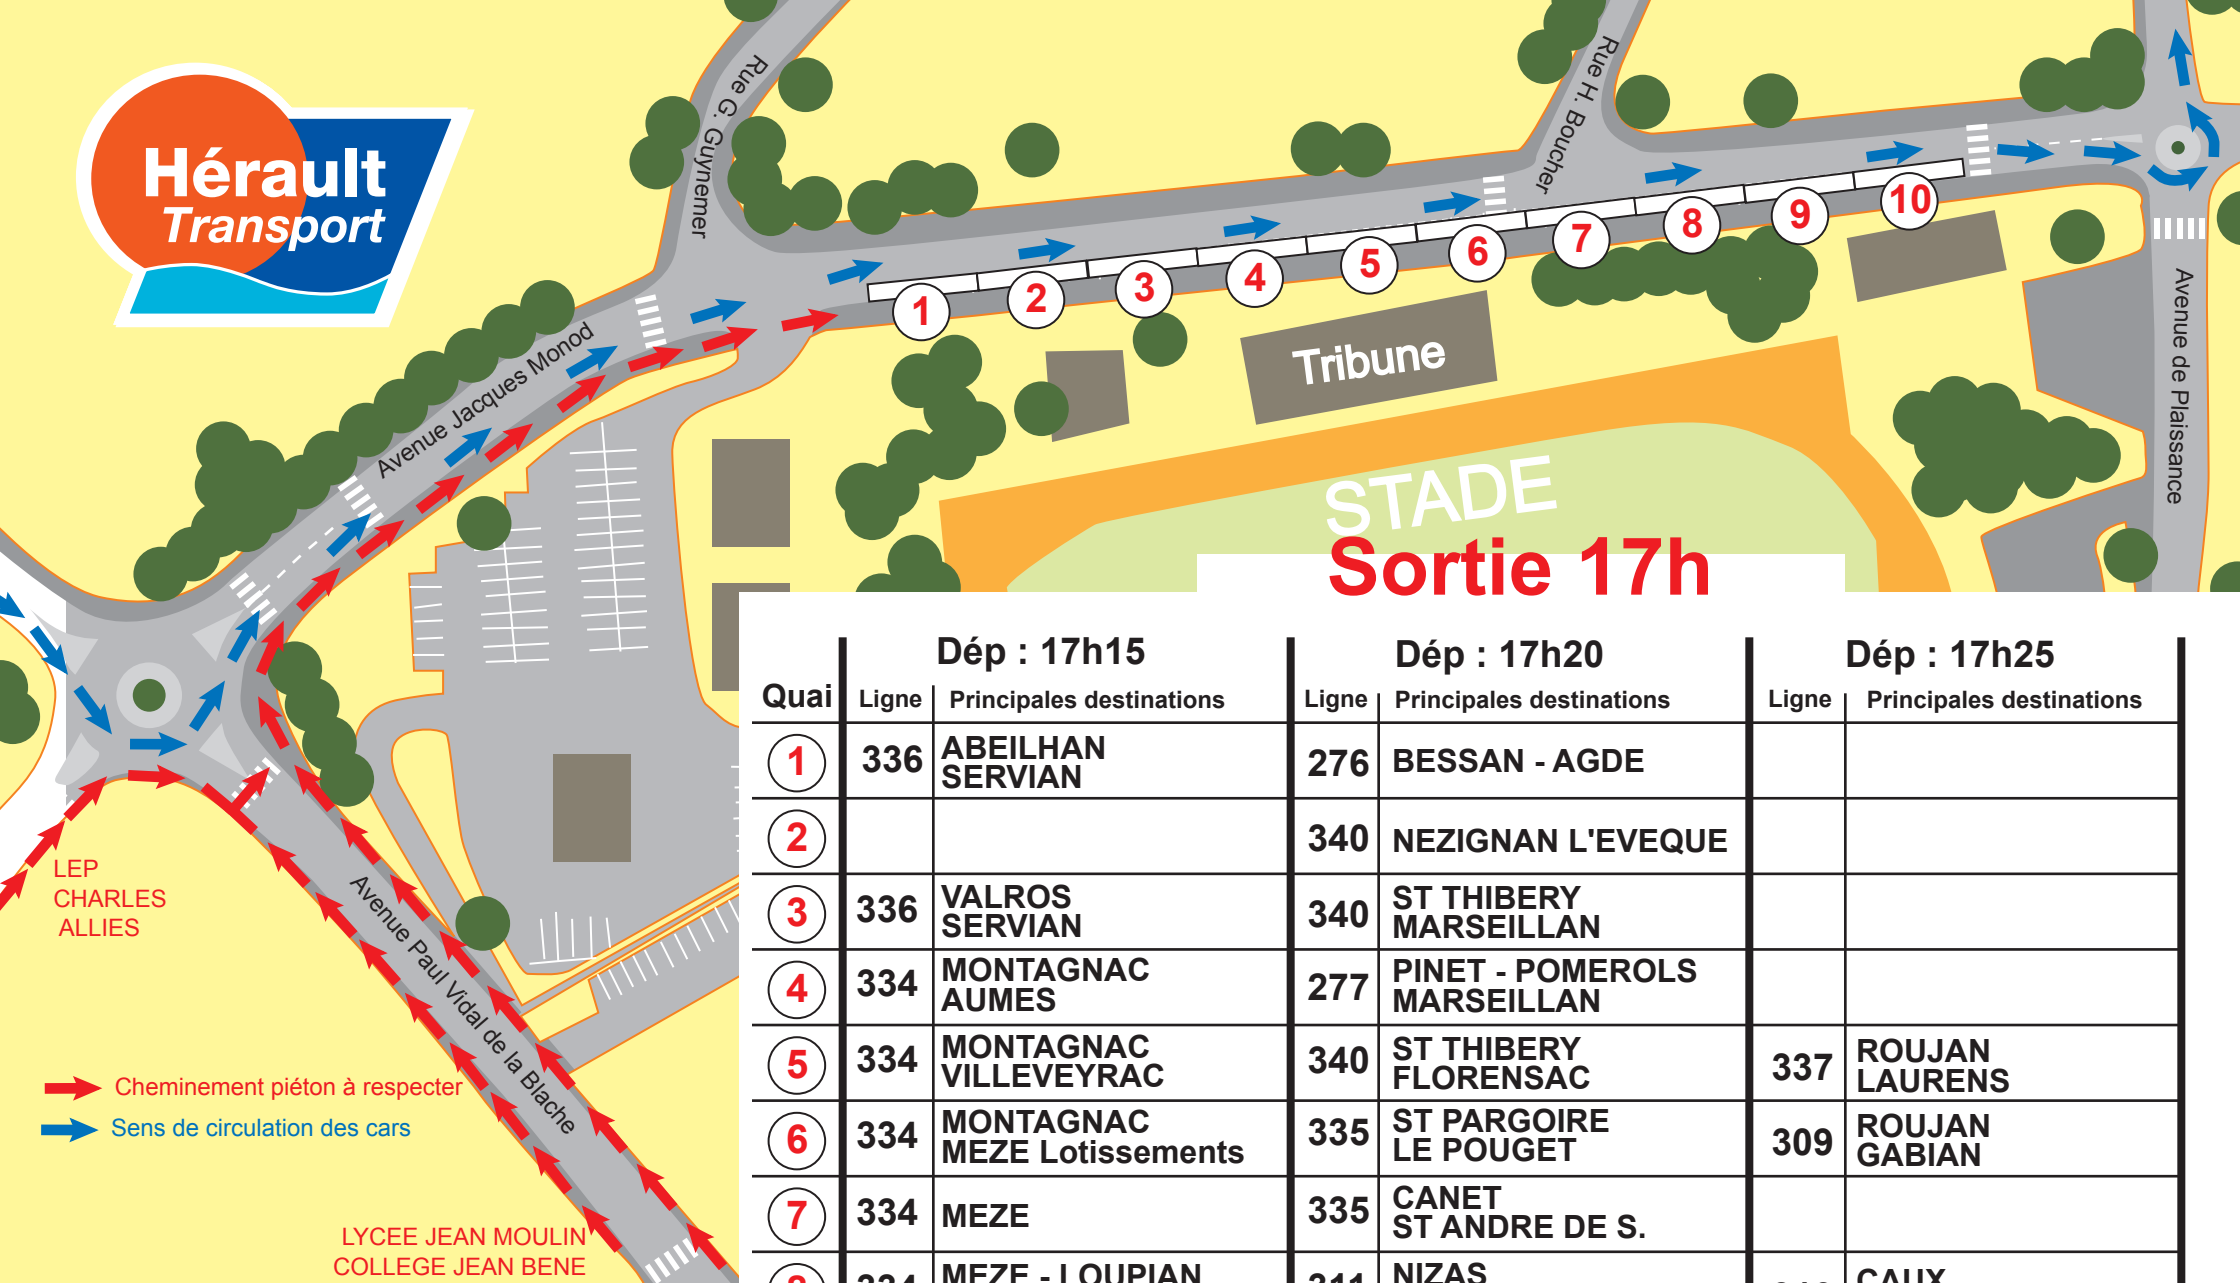 Hérault
Transport
Rue G. Guynemer
Rue H. Boucher
Avenue Jacques Monod
Avenue de Plaissance
1
2
3
4
5
6
7
8
9
10
Tribune
STADE
LEP
CHARLES
ALLIES
Avenue Paul Vidal de la Blache
Cheminement piéton à respecter
Sens de circulation des cars
LYCEE JEAN MOULIN
COLLEGE JEAN BENE
Sortie 17h
Dép : 17h15 Dép : 17h20 Dép : 17h25
Quai Ligne Principales destinations Ligne Principales destinations Ligne Principales destinations
1 336 ABEILHAN
SERVIAN
276 BESSAN - AGDE
2 340 NEZIGNAN L'EVEQUE
3 336 VALROS
SERVIAN
340 ST THIBERY
MARSEILLAN
4 334 MONTAGNAC
AUMES
277 PINET - POMEROLS
MARSEILLAN
5 334 MONTAGNAC
VILLEVEYRAC
340 ST THIBERY
FLORENSAC
337 ROUJAN
LAURENS
6 334 MONTAGNAC
MEZE Lotissements
335 ST PARGOIRE
LE POUGET
309 ROUJAN
GABIAN
7 334 MEZE
335 CANET
ST ANDRE DE S.
MEZE - LOUPIAN
NIZAS
CAUX